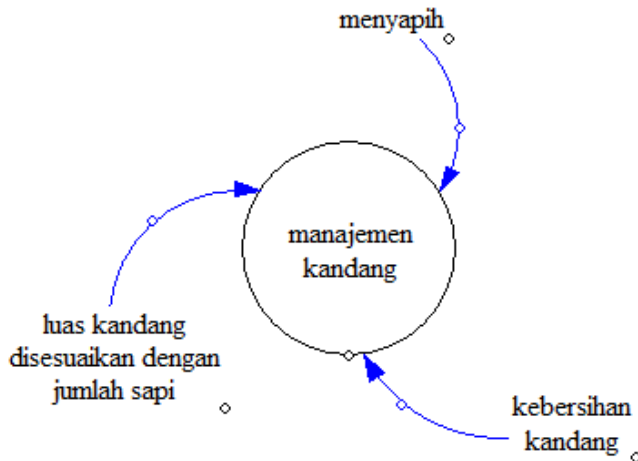 menyapih
manajemen
kandang
luas kandang
disesuaikan dengan
jumlah sapi
kebersihan
kandang